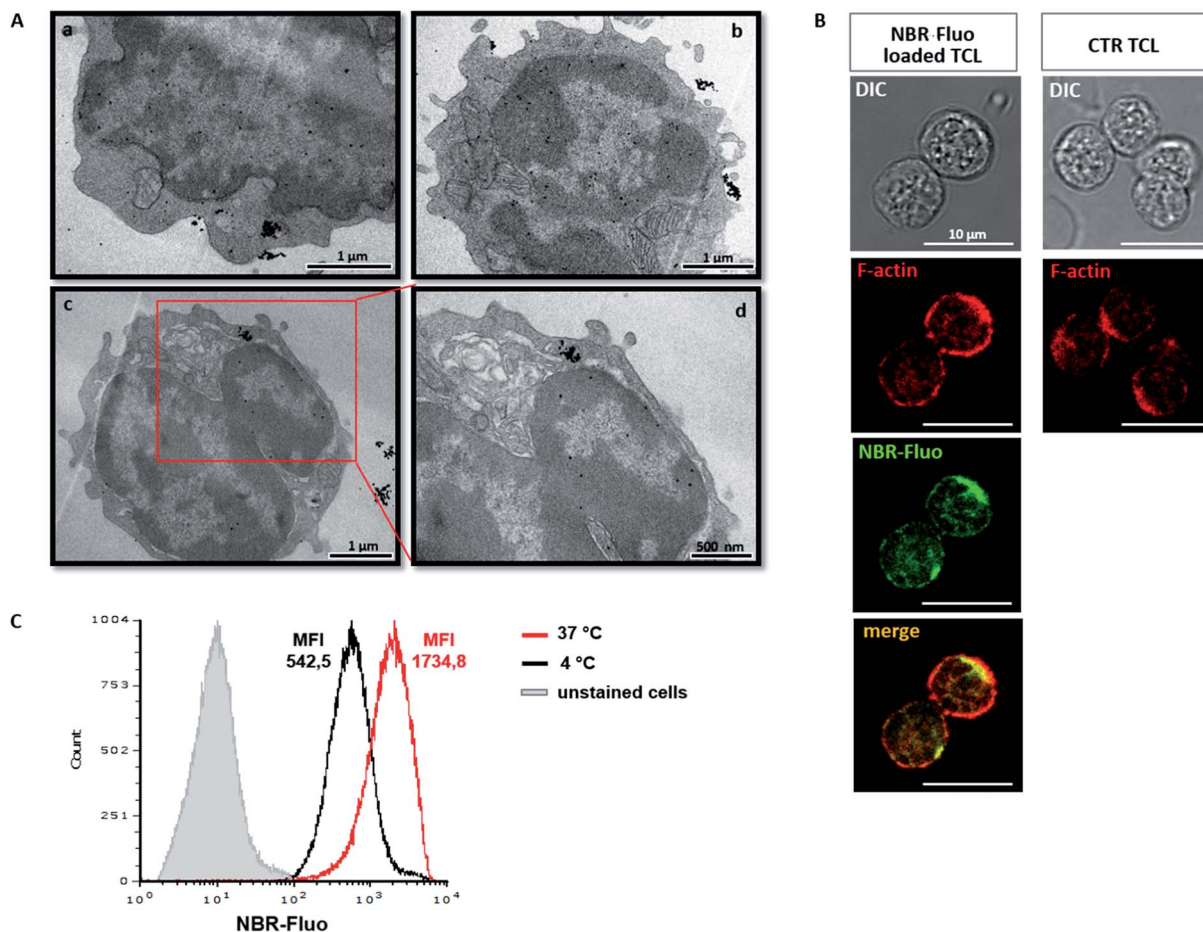 A
a
1 µm
b
1 µm
c
1 µm
d
500 nm
B
NBR-Fluo
loaded TCL
CTR TCL
DIC
10 µm
DIC
F-actin
F-actin
NBR-Fluo
merge
C
1004
753
502
251
0
Count
10⁰ 10¹ 10² 10³ 10⁴
NBR-Fluo
MFI
542,5
MFI
1734,8
37 °C
4 °C
unstained cells